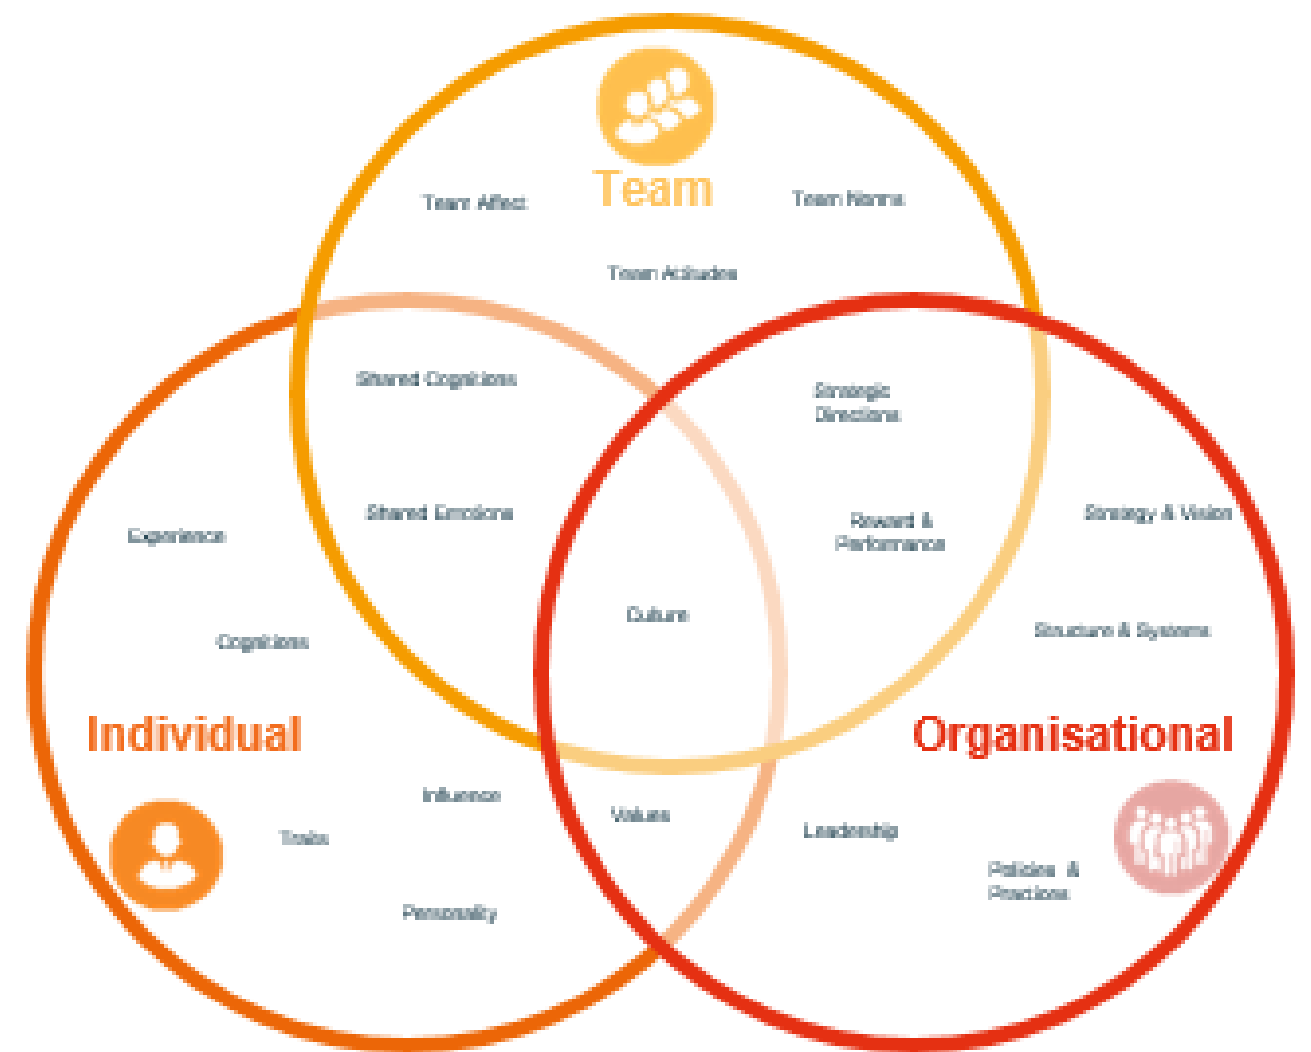 Team
Team Affect
Team Norms
Team Attitudes
Shared Cognitions
Strategic
Directions
Shared Emotions
Reward &
Performance
Strategy & Vision
Experience
Culture
Structure & Systems
Cognitions
Individual
Organisational
Influence
Values
Leadership
Traits
Policies &
Practices
Personality